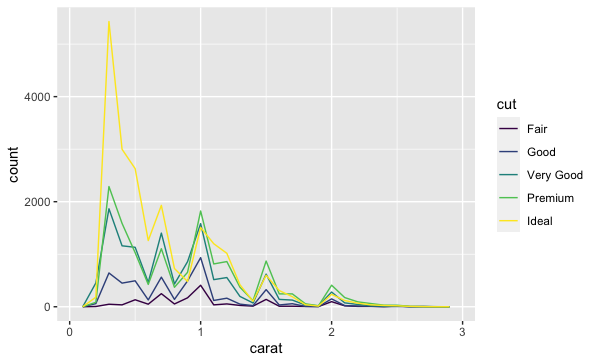 4000
2000
0
count
0
1
2
3
carat
cut
Fair
Good
Very Good
Premium
Ideal